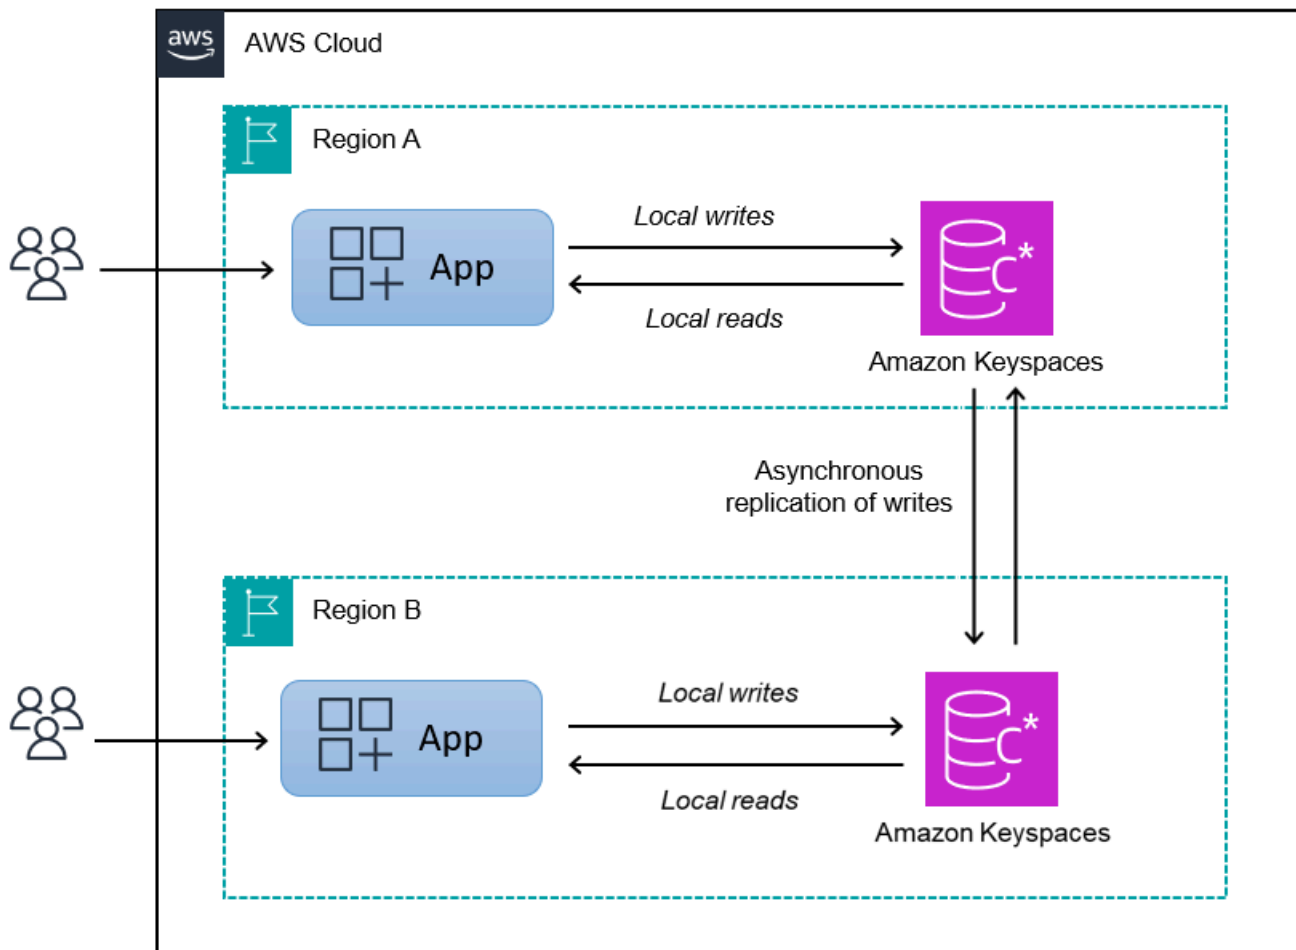 aws
AWS Cloud
Region A
App
Local writes
Local reads
C*
Amazon Keyspaces
Asynchronous
replication of writes
Region B
App
Local writes
Local reads
C*
Amazon Keyspaces